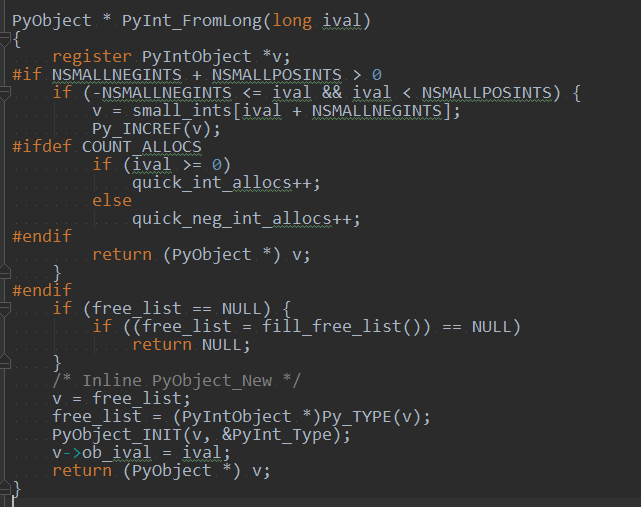 PyObject * PyInt_FromLong(long ival)
{
    register PyIntObject *v;
#if NSMALLNEGINTS + NSMALLPOSINTS > 0
    if (-NSMALLNEGINTS <= ival && ival < NSMALLPOSINTS) {
        v = small_ints[ival + NSMALLNEGINTS];
        Py_INCREF(v);
#ifdef COUNT_ALLOCS
        if (ival >= 0)
            quick_int_allocs++;
        else
            quick_neg_int_allocs++;
#endif
        return (PyObject *) v;
    }
#endif
    if (free_list == NULL) {
        if ((free_list = fill_free_list()) == NULL)
            return NULL;
    }
    /* Inline PyObject_New */
    v = free_list;
    free_list = (PyIntObject *)Py_TYPE(v);
    PyObject_INIT(v, &PyInt_Type);
    v->ob_ival = ival;
    return (PyObject *) v;
}